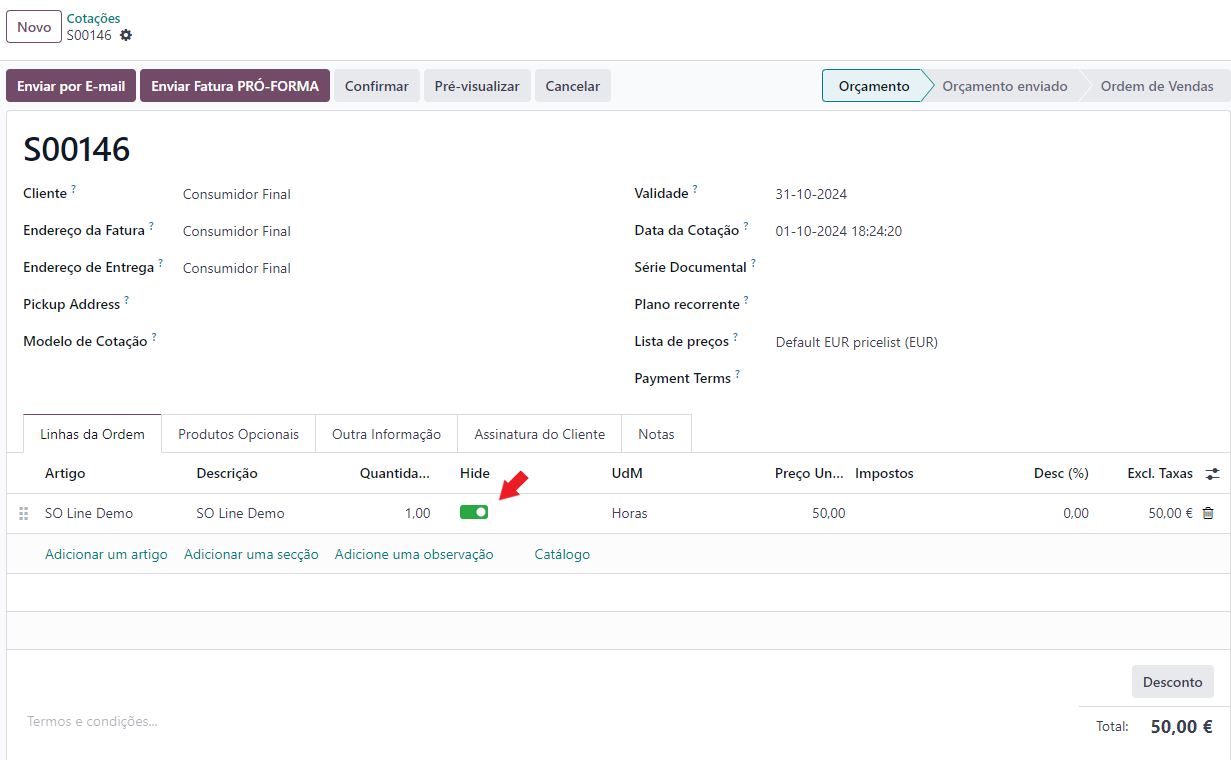 Novo
Cotações
S00146
Enviar por E-mail Enviar Fatura PRÓ-FORMA Confirmar Pré-visualizar Cancelar Orçamento Orçamento enviado Ordem de Vendas
S00146
Cliente ? Consumidor Final Validade ? 31-10-2024
Endereço da Fatura ? Consumidor Final Data da Cotação ? 01-10-2024 18:24:20
Endereço de Entrega ? Consumidor Final Série Documental ?
Pickup Address ? Plano recorrente ?
Modelo de Cotação ? Lista de preços ? Default EUR pricelist (EUR)
Payment Terms ?
Linhas da Ordem Produtos Opcionais Outra Informação Assinatura do Cliente Notas
Artigo Descrição Quantida... Hide UdM Preço Un... Impostos Desc (%) Excl. Taxas
SO Line Demo SO Line Demo 1,00 Horas 50,00 0,00 50,00 €
Adicionar um artigo Adicionar uma secção Adicione uma observação Catálogo
Desconto
Termos e condições...
Total: 50,00 €